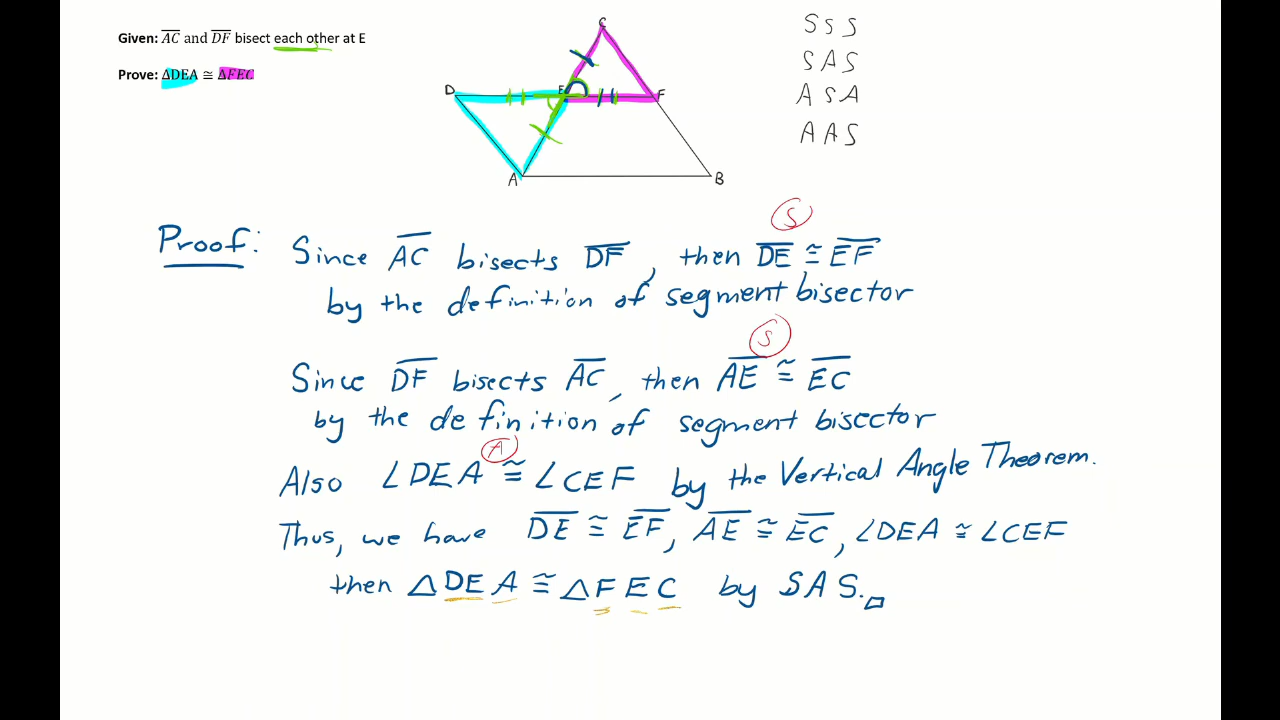 Given: AC and DF bisect each other at E
Prove: ΔDEA ≅ ΔFEC
C
D
E
F
A
B
SSS
SAS
ASA
AAS
Proof:
S
Since AC bisects DF, then DE ≅ EF
by the definition of segment bisector
S
Since DF bisects AC, then AE ≅ EC
by the definition of segment bisector
A
Also ∠DEA ≅ ∠CEF by the Vertical Angle Theorem.
Thus, we have DE ≅ EF, AE ≅ EC, ∠DEA ≅ ∠CEF
then △DEA ≅ △FEC by SAS.